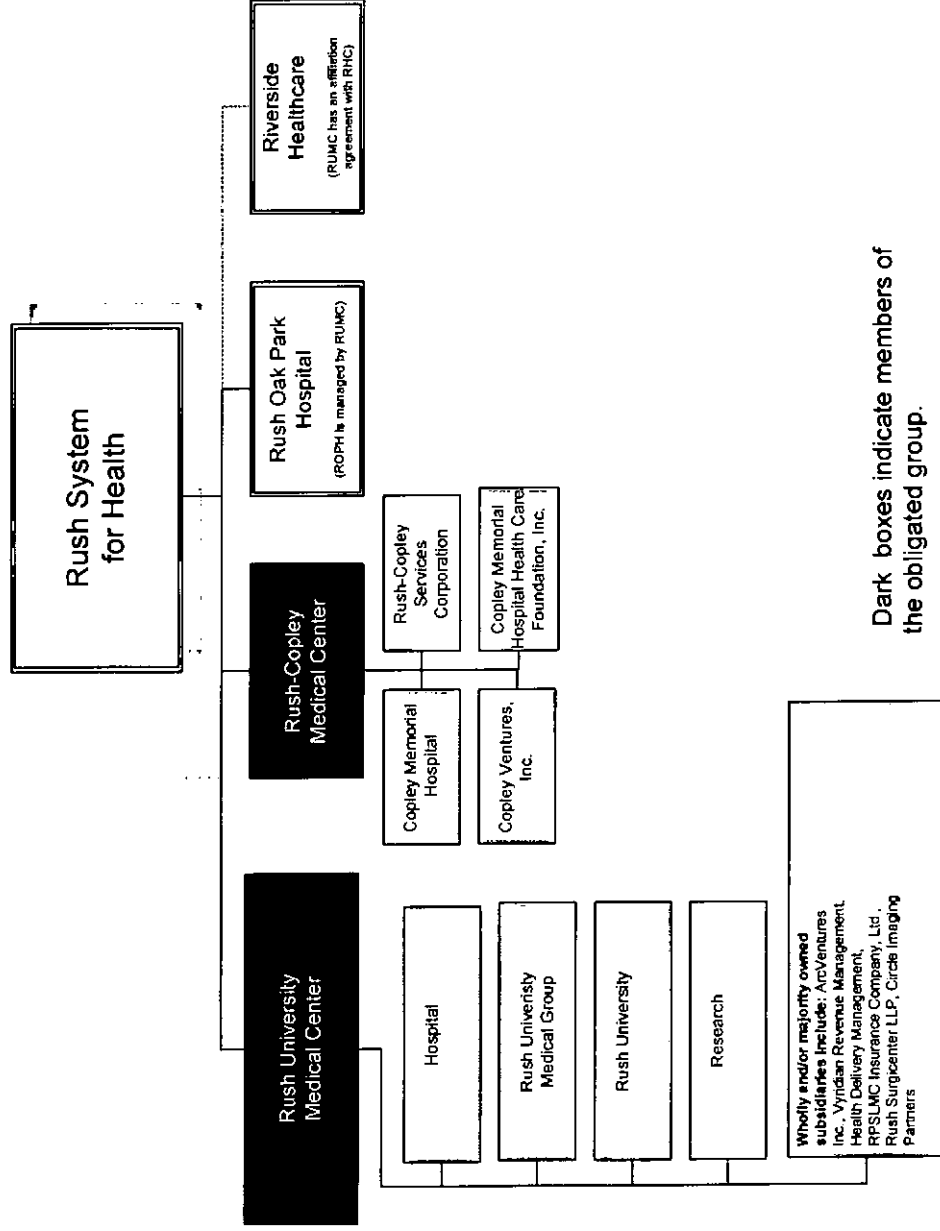 Rush System
for Health
Rush University
Medical Center
Rush-Copley
Medical Center
Rush Oak Park
Hospital
(ROPH is managed by RUMC)
Riverside
Healthcare
(RUMC has an affiliation
agreement with RHC)
Hospital
Rush Univeristy
Medical Group
Rush University
Research
Wholly and/or majority owned
subsidiaries Include: ArcVentures
Inc., Vyridian Revenue Management,
Health Delivery Management,
RPSLMC Insurance Company, Ltd.,
Rush Surgicenter LLP, Circle Imaging
Partners
Copley Memorial
Hospital
Rush-Copley
Services
Corporation
Copley Ventures,
Inc.
Copley Memorial
Hospital Health Care
Foundation, Inc.
Dark boxes indicate members of
the obligated group.